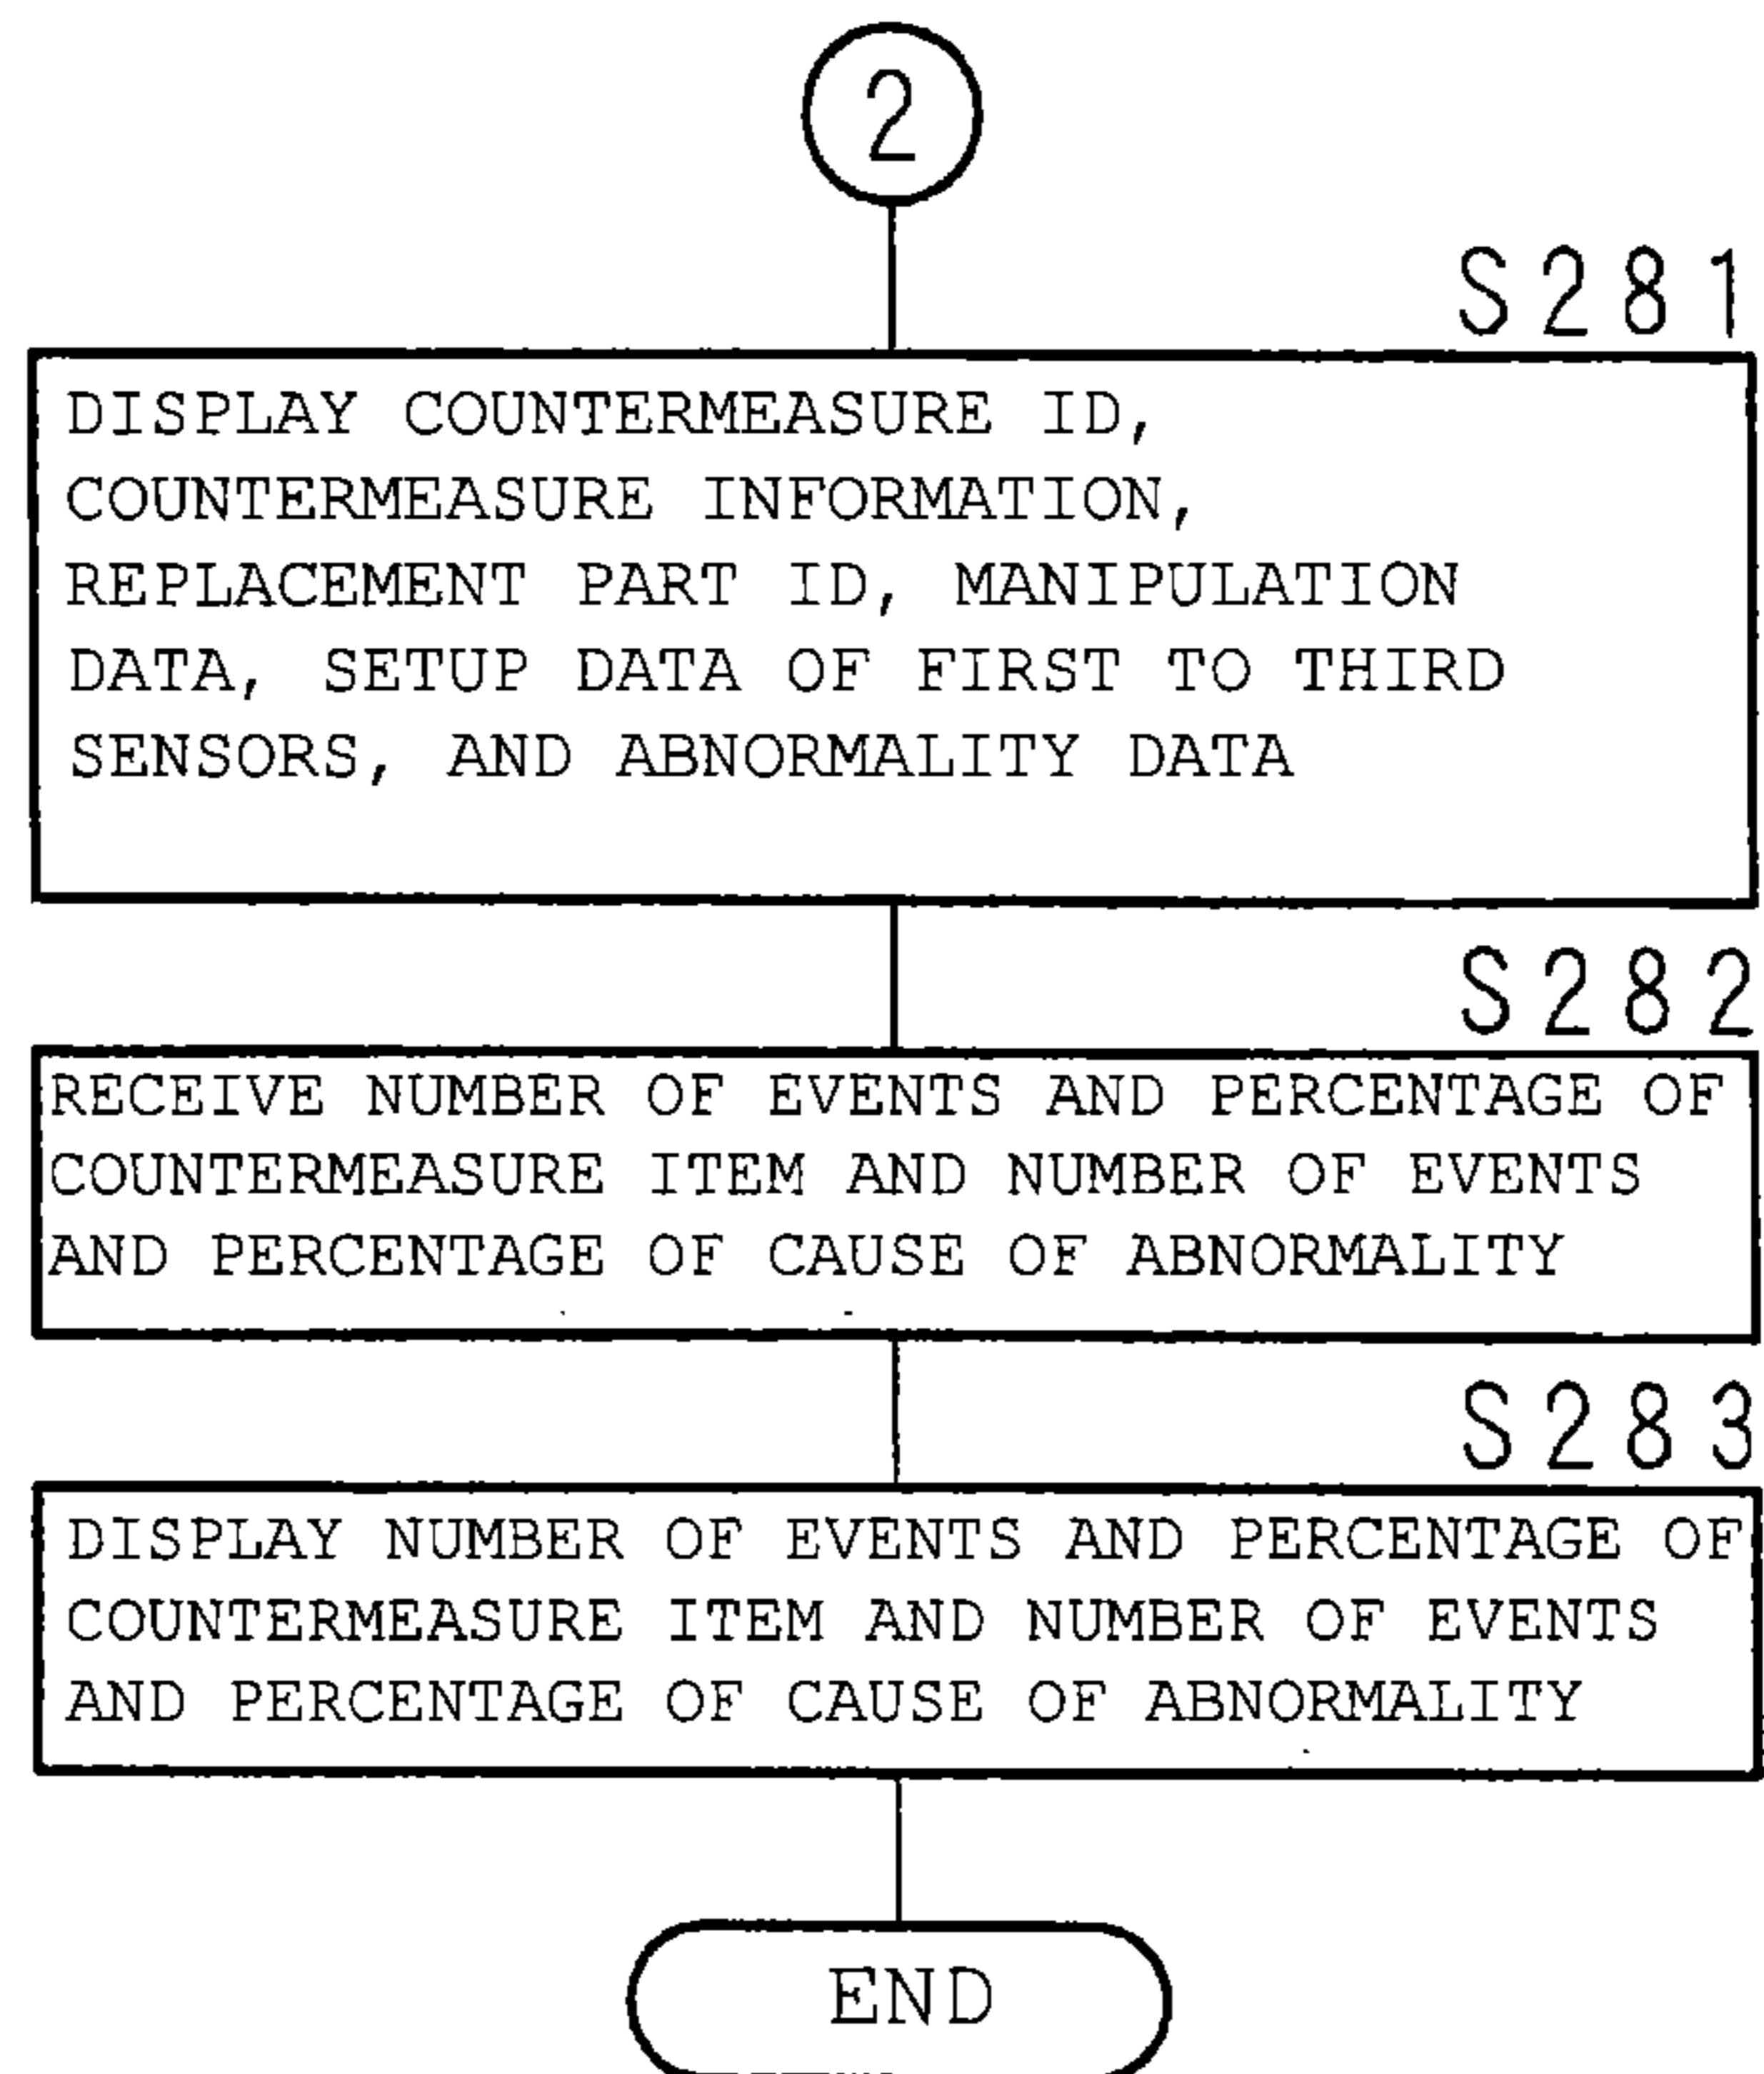 2
S281
DISPLAY COUNTERMEASURE ID,
COUNTERMEASURE INFORMATION,
REPLACEMENT PART ID, MANIPULATION
DATA, SETUP DATA OF FIRST TO THIRD
SENSORS, AND ABNORMALITY DATA
S282
RECEIVE NUMBER OF EVENTS AND PERCENTAGE OF
COUNTERMEASURE ITEM AND NUMBER OF EVENTS
AND PERCENTAGE OF CAUSE OF ABNORMALITY
S283
DISPLAY NUMBER OF EVENTS AND PERCENTAGE OF
COUNTERMEASURE ITEM AND NUMBER OF EVENTS
AND PERCENTAGE OF CAUSE OF ABNORMALITY
END